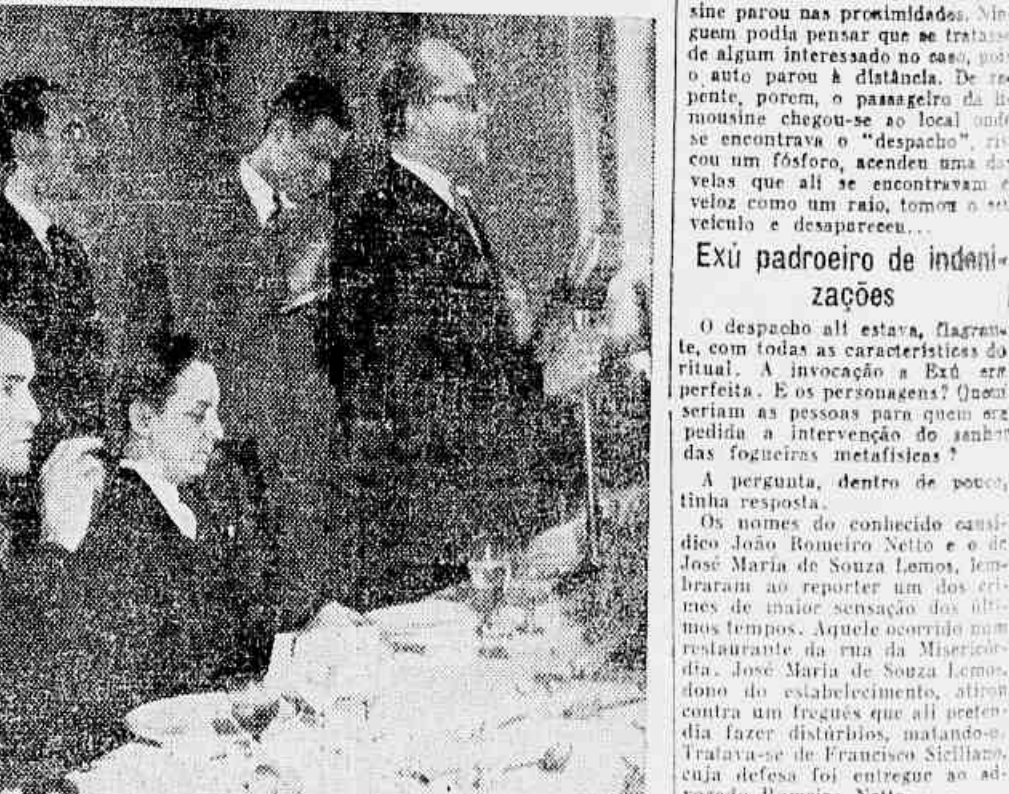 sine parou nas proximidades. Nin
guem podia pensar que se tratasse
de algum interessado no caso, pois
o auto parou à distância. De re-
pente, porem, o passageiro da li-
mousine chegou-se ao local onde
se encontrava o "despacho", ris-
cou um fósforo, acendeu uma das
velas que ali se encontravam e
veloz como um raio, tomou o seu
veiculo e desapareceu...
Exú padroeiro de indeni-
zações
O despacho ali estava, flagran-
te, com todas as caracteristicas do
ritual. A invocação a Exú era
perfeita. E os personagens? Quem
seriam as pessoas para quem era
pedida a intervenção do senhor
das fogueiras metafisicas ?
A pergunta, dentro de pouco,
tinha resposta.
Os nomes do conhecido causi-
dico João Romeiro Netto e o de
José Maria de Souza Lemos, lem-
braram ao reporter um dos cri-
mes de maior sensação dos últi-
mos tempos. Aquele ocorrido num
restaurante da rua da Misericór-
dia. José Maria de Souza Lemos,
dono do estabelecimento, atirou
contra um freguês que ali preten-
dia fazer distúrbios, matando-o.
Tratava-se de Francisco Siciliano,
cuja defesa foi entregue ao ad-
vogado Romeiro Netto